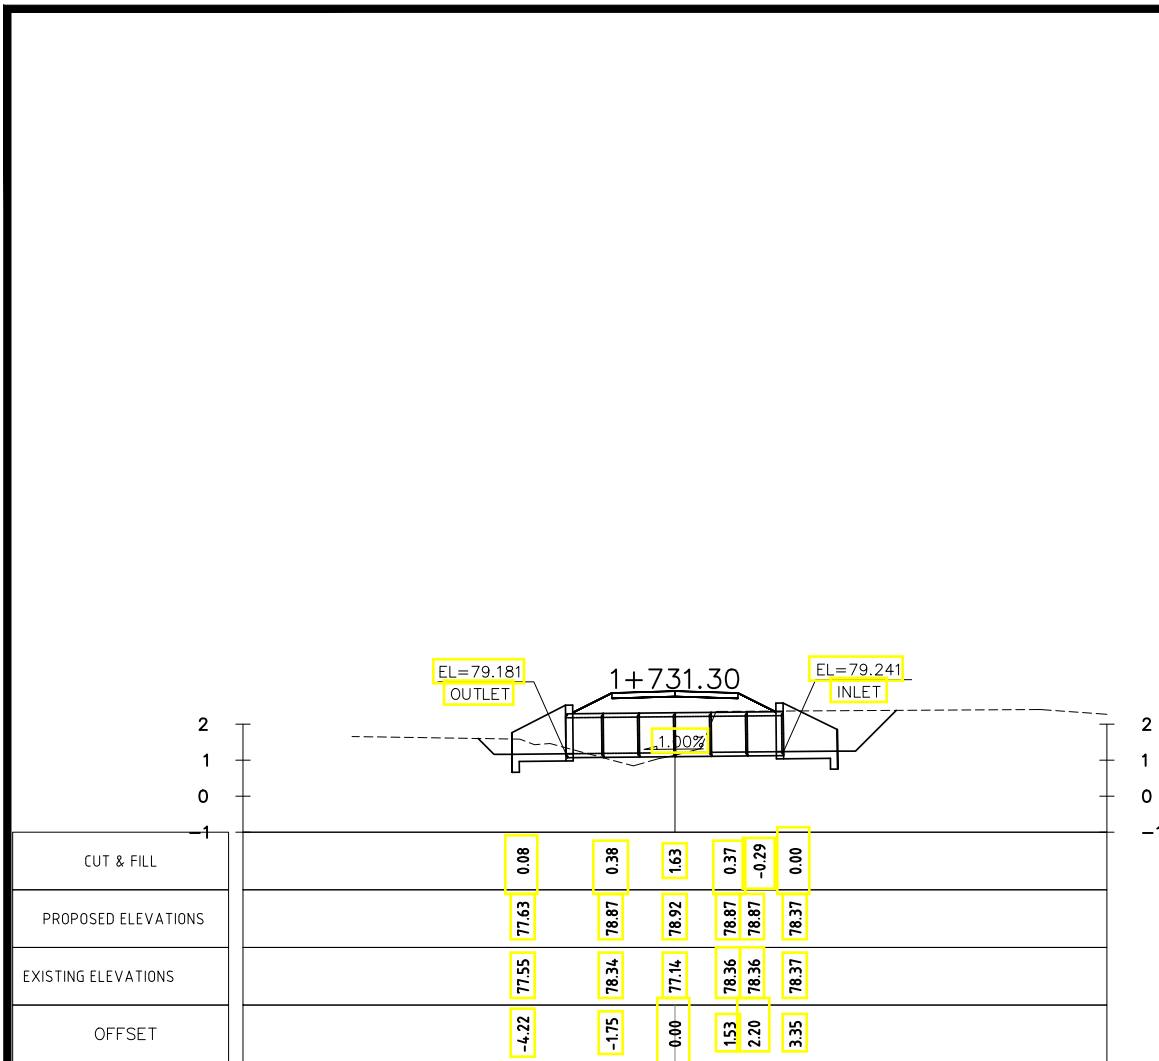 EL=79.181
OUTLET
1+731.30
EL=79.241
INLET
1.00%
2
1
0
-1
2
1
0
-1
CUT & FILL 0.08 0.38 1.63 0.37 -0.29 0.00
PROPOSED ELEVATIONS 77.63 78.87 78.92 78.87 78.87 78.37
EXISTING ELEVATIONS 77.55 78.34 77.14 78.36 78.36 78.37
OFFSET -4.22 -1.75 0.00 1.53 2.20 3.35